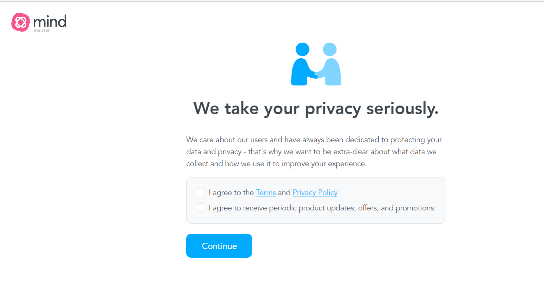 mind
meister
We take your privacy seriously.
We care about our users and have always been dedicated to protecting your
data and privacy - that's why we want to be extra-clear about what data we
collect and how we use it to improve your experience.
I agree to the Terms and Privacy Policy
I agree to receive periodic product updates, offers, and promotions
Continue